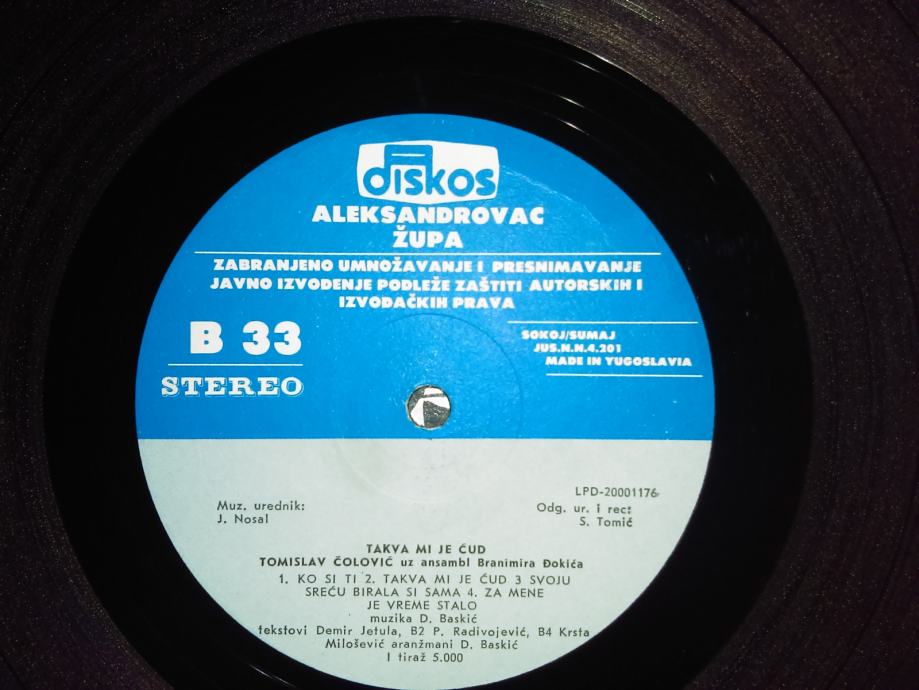 diskos
ALEKSANDROVAC
ŽUPA
ZABRANJENO UMNOŽAVANJE I PRESNIMAVANJE
JAVNO IZVOĐENJE PODLEŽE ZAŠTITI AUTORSKIH I
IZVOĐAČKIH PRAVA
B 33
STEREO
SOKOJ/SUMAJ
JUS.N.N.4.201
MADE IN YUGOSLAVIA
LPD-20001176
Muz. urednik:
J. Nosal
Odg. ur. i rec:
S. Tomić
TAKVA MI JE ĆUD
TOMISLAV ČOLOVIĆ uz ansambl Branimira Đokića
1. KO SI TI 2. TAKVA MI JE ĆUD 3 SVOJU
SREĆU BIRALA SI SAMA 4. ZA MENE
JE VREME STALO
muzika D. Baskić
tekstovi Demir Jetula, B2 P. Radivojević, B4 Krsta
Milošević aranžmani D. Baskić
I tiraž 5.000